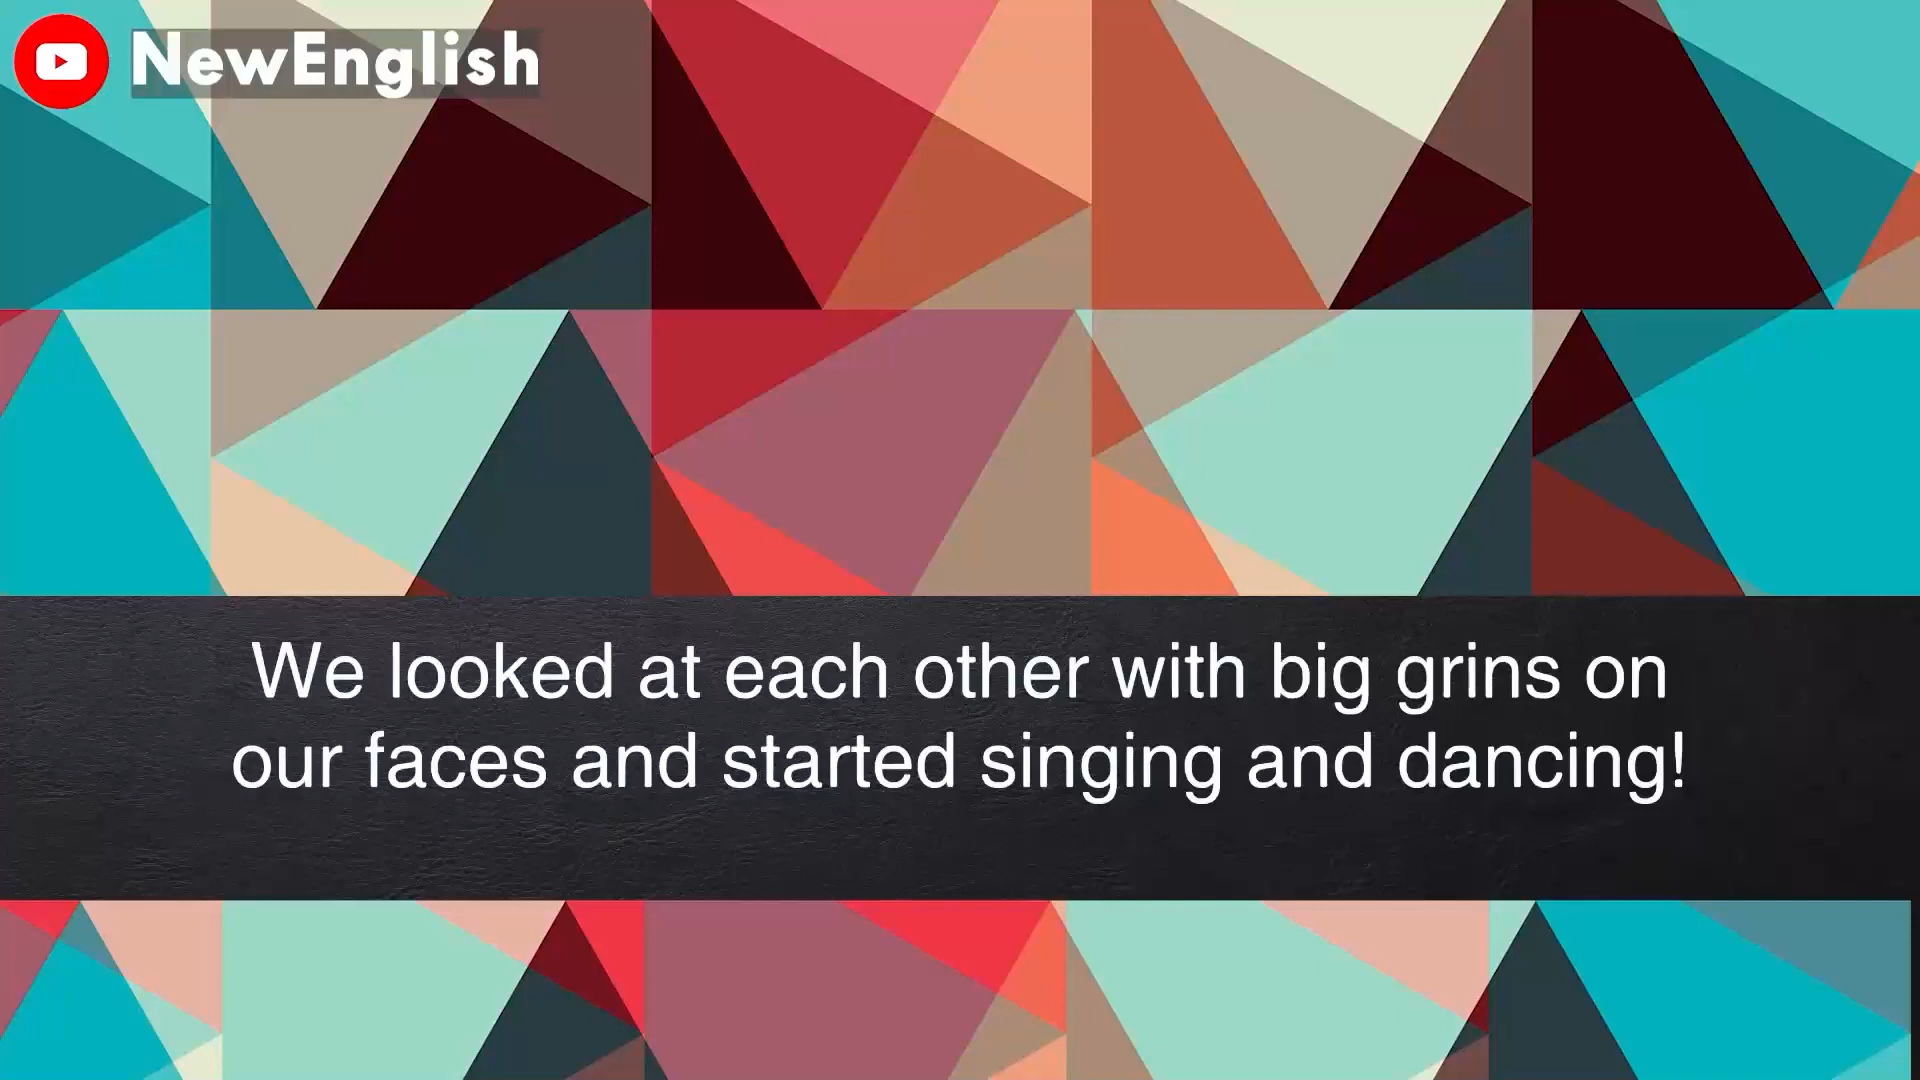 NewEnglish
We looked at each other with big grins on
our faces and started singing and dancing!